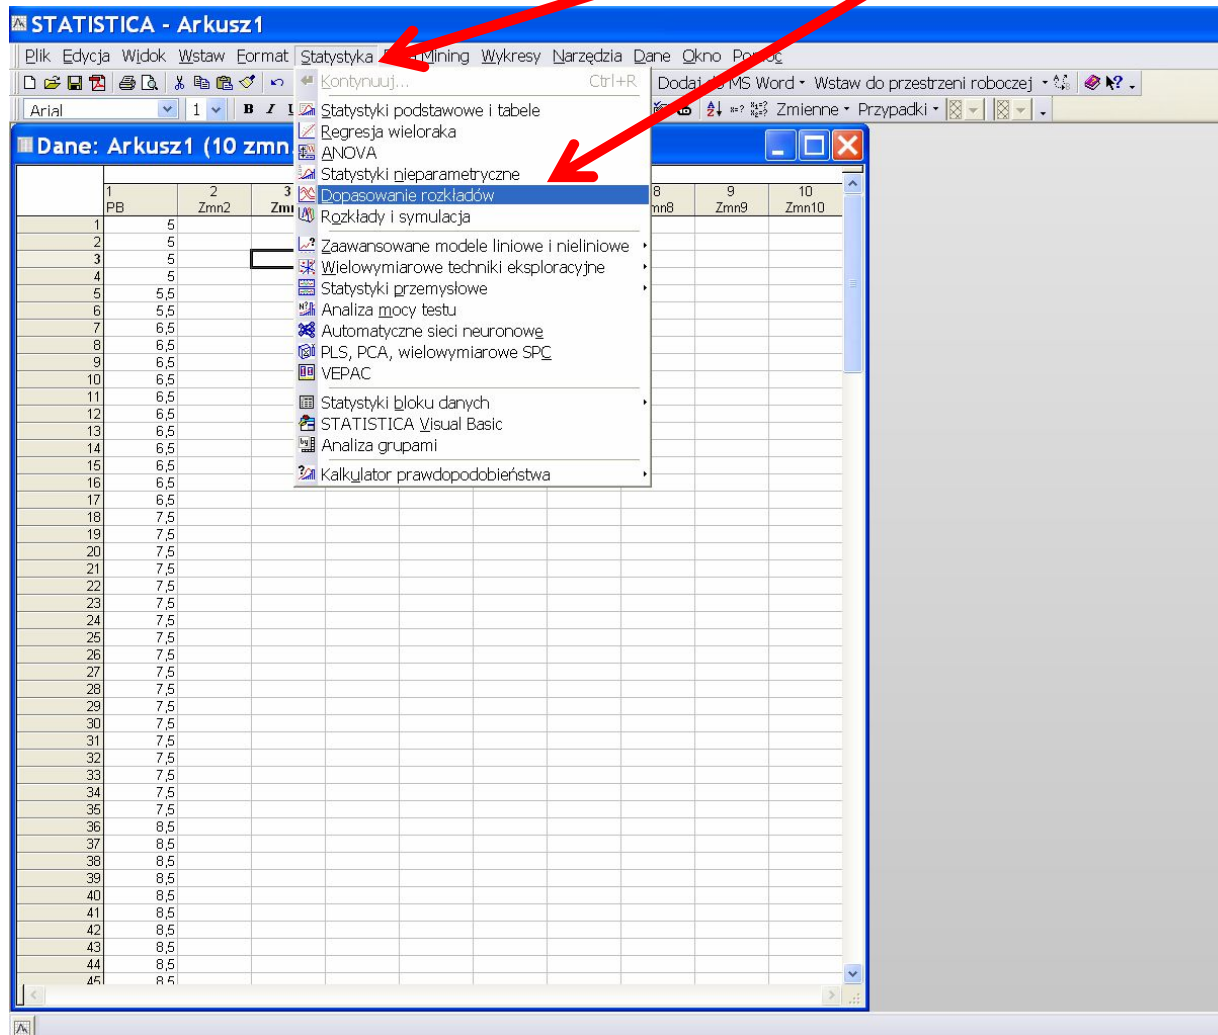 STATISTICA - Arkusz1
Plik Edycja Widok Wstaw Format Statystyka Mining Wykresy Narzędzia Dane Okno Pomoc
Dodaj do MS Word Wstaw do przestrzeni roboczej
Arial 1 B I Zmienne Przypadki
Kontynuuj... Ctrl+R
Statystyki podstawowe i tabele
Regresja wieloraka
ANOVA
Statystyki nieparametryczne
Dopasowanie rozkładów
Rozkłady i symulacja
Zaawansowane modele liniowe i nieliniowe
Wielowymiarowe techniki eksploracyjne
Statystyki przemysłowe
Analiza mocy testu
Automatyczne sieci neuronowe
PLS, PCA, wielowymiarowe SPC
VEPAC
Statystyki bloku danych
STATISTICA Visual Basic
Analiza grupami
Kalkulator prawdopodobieństwa
Dane: Arkusz1 (10 zmn
1 2 3 8 9 10
PB Zmn2 Zmn9 Zmn10
1 5
2 5
3 5
4 5
5 5,5
6 5,5
7 6,5
8 6,5
9 6,5
10 6,5
11 6,5
12 6,5
13 6,5
14 6,5
15 6,5
16 6,5
17 6,5
18 7,5
19 7,5
20 7,5
21 7,5
22 7,5
23 7,5
24 7,5
25 7,5
26 7,5
27 7,5
28 7,5
29 7,5
30 7,5
31 7,5
32 7,5
33 7,5
34 7,5
35 7,5
36 8,5
37 8,5
38 8,5
39 8,5
40 8,5
41 8,5
42 8,5
43 8,5
44 8,5
45 8,5